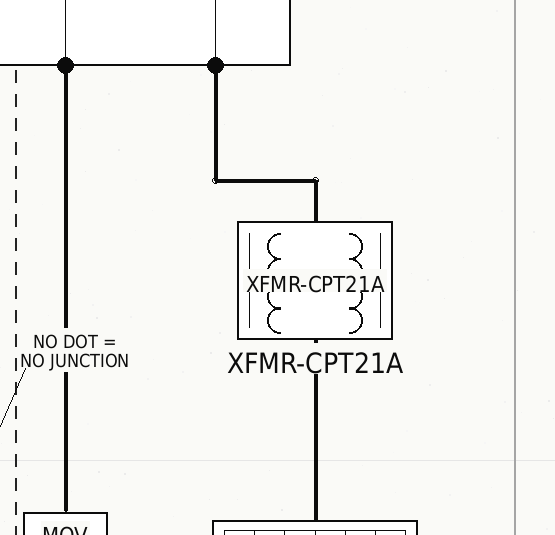 XFMR-CPT21A
NO DOT =
NO JUNCTION
XFMR-CPT21A
MOV